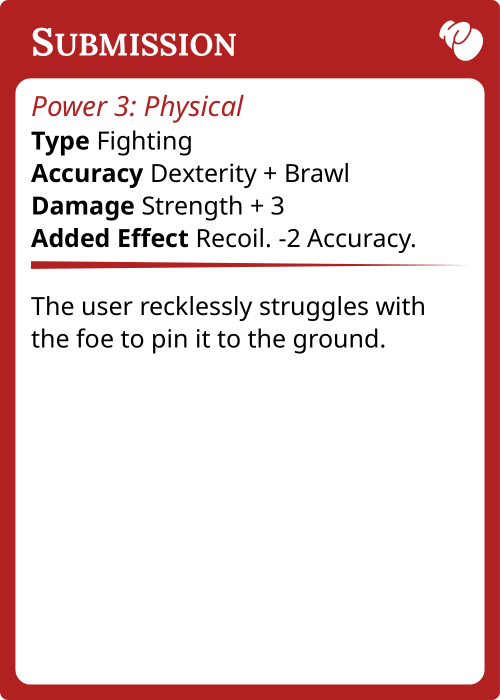 Submission
Power 3: Physical
Type Fighting
Accuracy Dexterity + Brawl
Damage Strength + 3
Added Effect Recoil. -2 Accuracy.
The user recklessly struggles with
the foe to pin it to the ground.